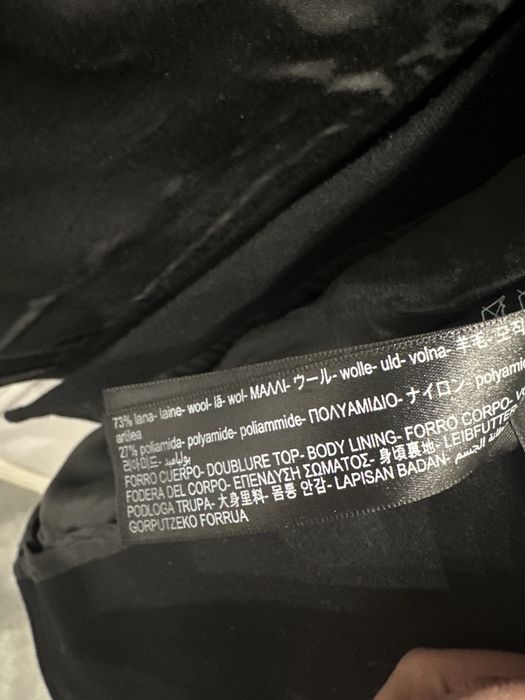 73% lana- laine- wool- lã- wol- ΜΑΛΛΙ- ウール- wolle- uld- volna- 羊毛-
artilea
27% poliamida- polyamide- poliammide- ΠΟΛΥΑΜΙΔΙΟ- ナイロン- polyamid
리아미드- بولياميد
FORRO CUERPO- DOUBLURE TOP- BODY LINING- FORRO CORPO-
FODERA DEL CORPO- ΕΠΕΝΔΥΣΗ ΣΩΜΑΤΟΣ- 身頃裏地- LEIBFUTTER-
PODLOGA TRUPA- 大身里料- 몸통 안감- LAPISAN BADAN- الجسم
GORPUTZEKO FORRUA